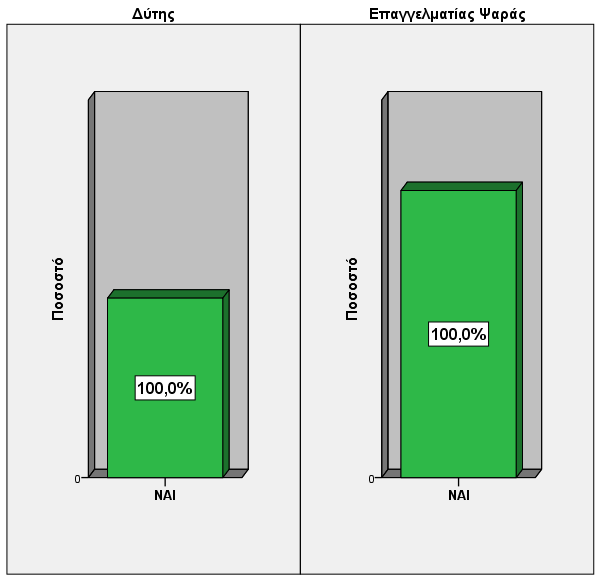 Δύτης
Επαγγελματίας Ψαράς
Ποσοστό
100,0%
0
ΝΑΙ
Ποσοστό
100,0%
0
ΝΑΙ